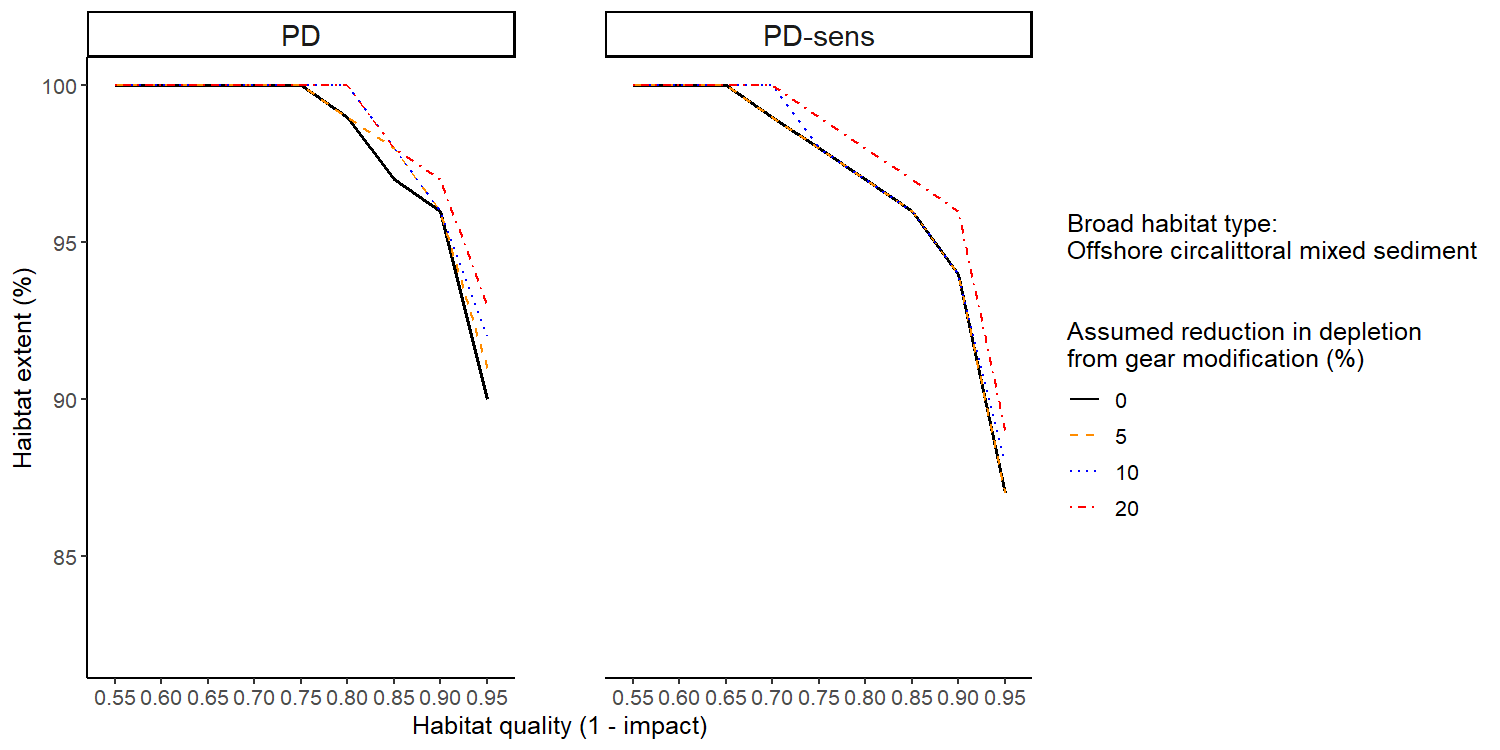 PD
PD-sens
100
95
90
85
Haibtat extent (%)
0.55 0.60 0.65 0.70 0.75 0.80 0.85 0.90 0.95
0.55 0.60 0.65 0.70 0.75 0.80 0.85 0.90 0.95
Habitat quality (1 - impact)
Broad habitat type:
Offshore circalittoral mixed sediment
Assumed reduction in depletion
from gear modification (%)
0
5
10
20